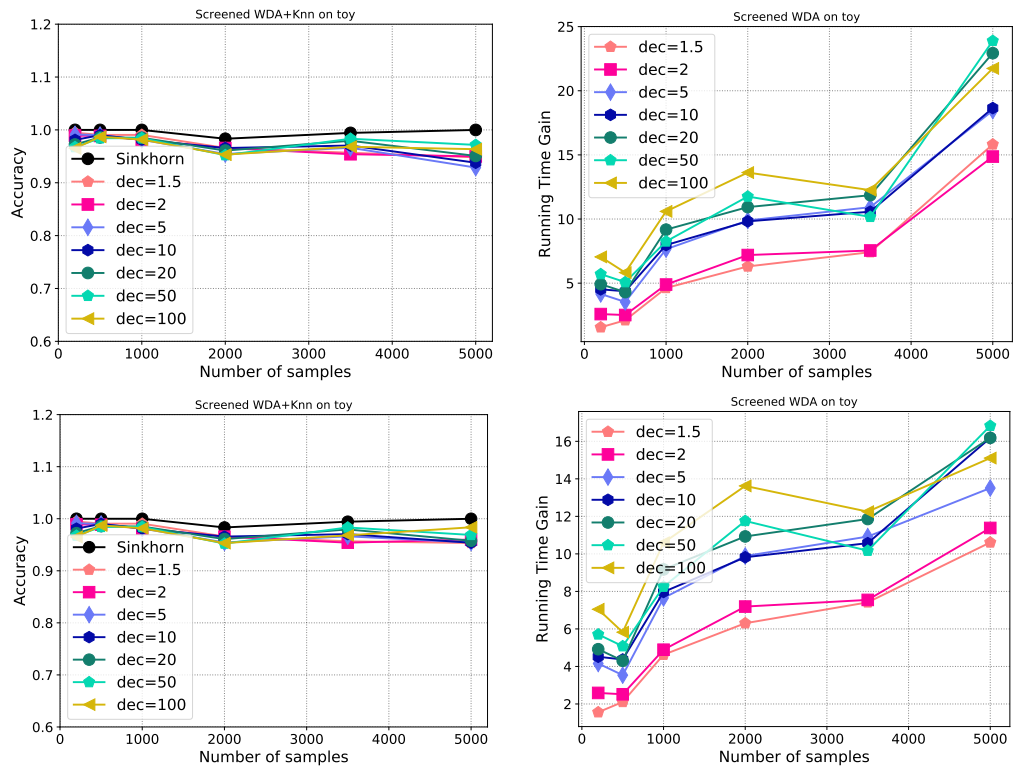 Screened WDA+Knn on toy
1.2
1.1
1.0
0.9
0.8
0.7
0.6
Accuracy
Sinkhorn
dec=1.5
dec=2
dec=5
dec=10
dec=20
dec=50
dec=100
0 1000 2000 3000 4000 5000
Number of samples
Screened WDA on toy
25
20
15
10
5
Running Time Gain
dec=1.5
dec=2
dec=5
dec=10
dec=20
dec=50
dec=100
0 1000 2000 3000 4000 5000
Number of samples
Screened WDA+Knn on toy
1.2
1.1
1.0
0.9
0.8
0.7
0.6
Accuracy
Sinkhorn
dec=1.5
dec=2
dec=5
dec=10
dec=20
dec=50
dec=100
0 1000 2000 3000 4000 5000
Number of samples
Screened WDA on toy
16
14
12
10
8
6
4
2
Running Time Gain
dec=1.5
dec=2
dec=5
dec=10
dec=20
dec=50
dec=100
0 1000 2000 3000 4000 5000
Number of samples